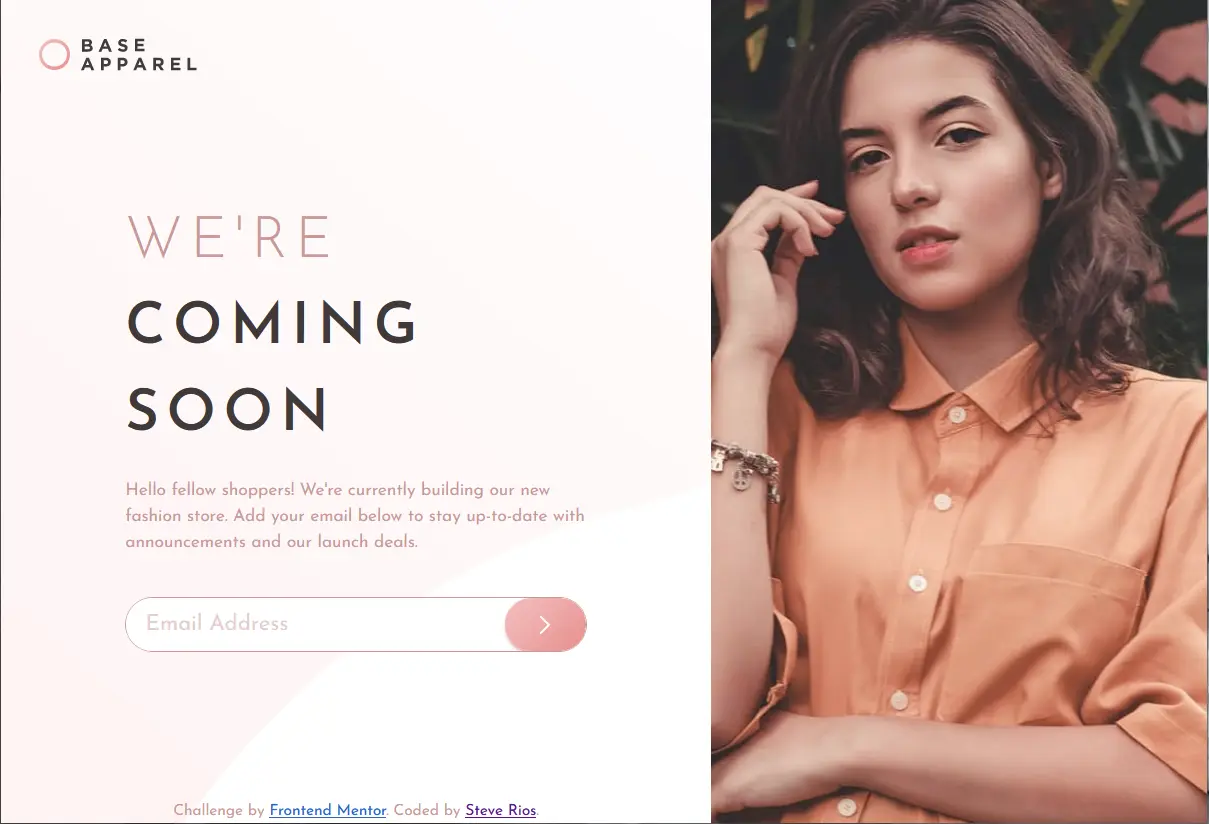 BASE
APPAREL
WE'RE
COMING
SOON
Hello fellow shoppers! We're currently building our new
fashion store. Add your email below to stay up-to-date with
announcements and our launch deals.
Email Address
Challenge by Frontend Mentor. Coded by Steve Rios.